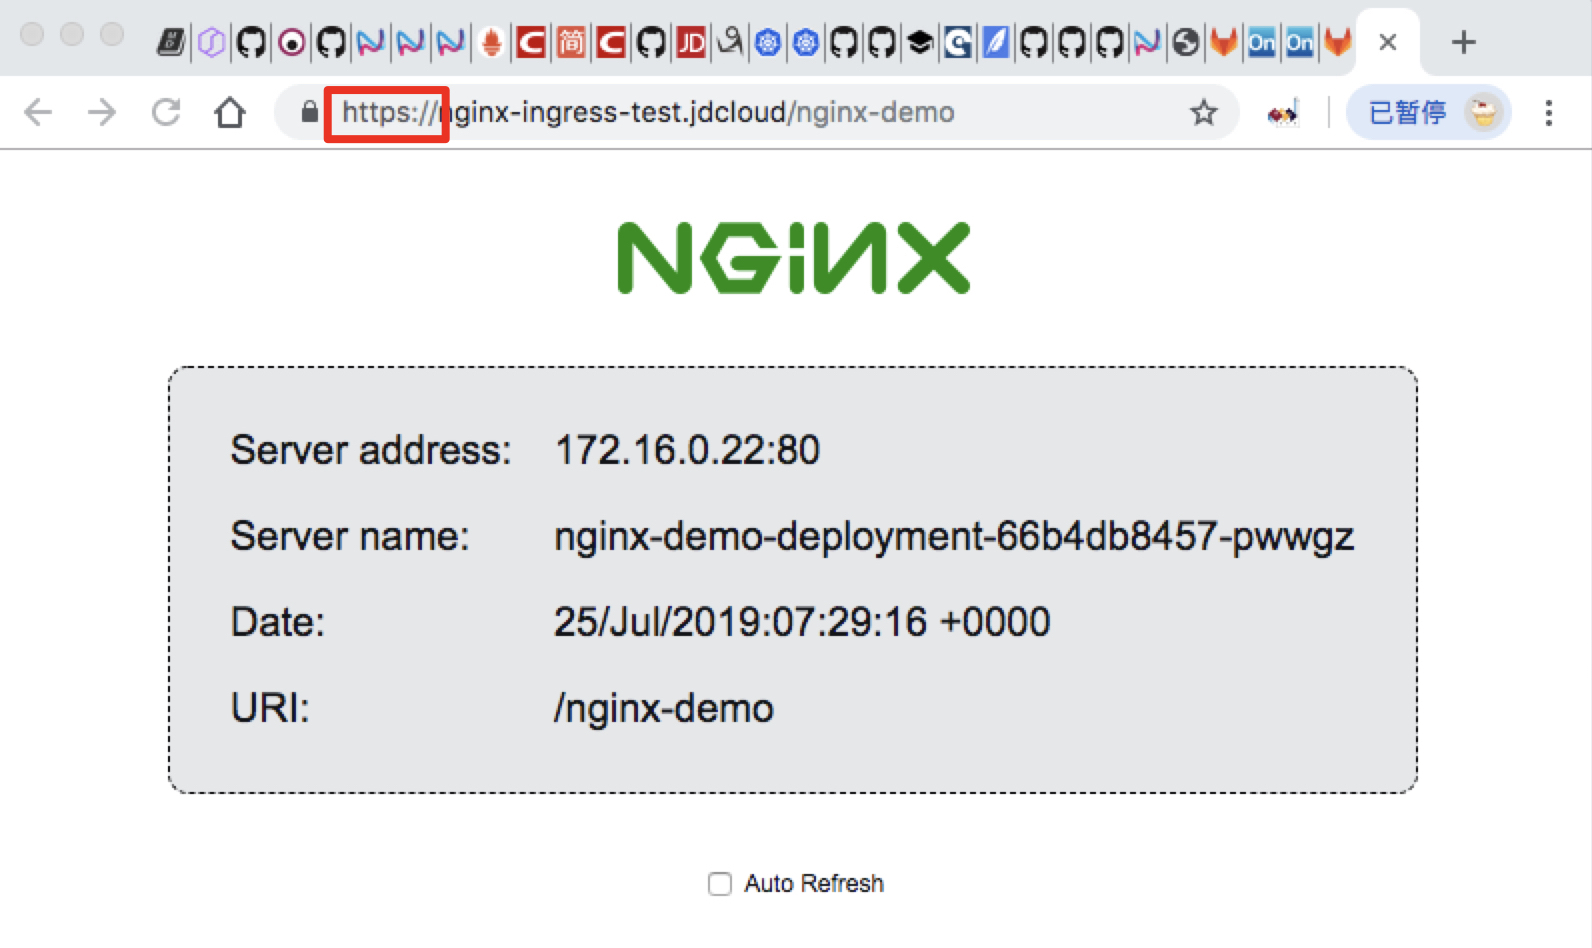 MD 简 JD On On
https://nginx-ingress-test.jdcloud/nginx-demo 已暂停
NGINX
Server address: 172.16.0.22:80
Server name: nginx-demo-deployment-66b4db8457-pwwgz
Date: 25/Jul/2019:07:29:16 +0000
URI: /nginx-demo
Auto Refresh